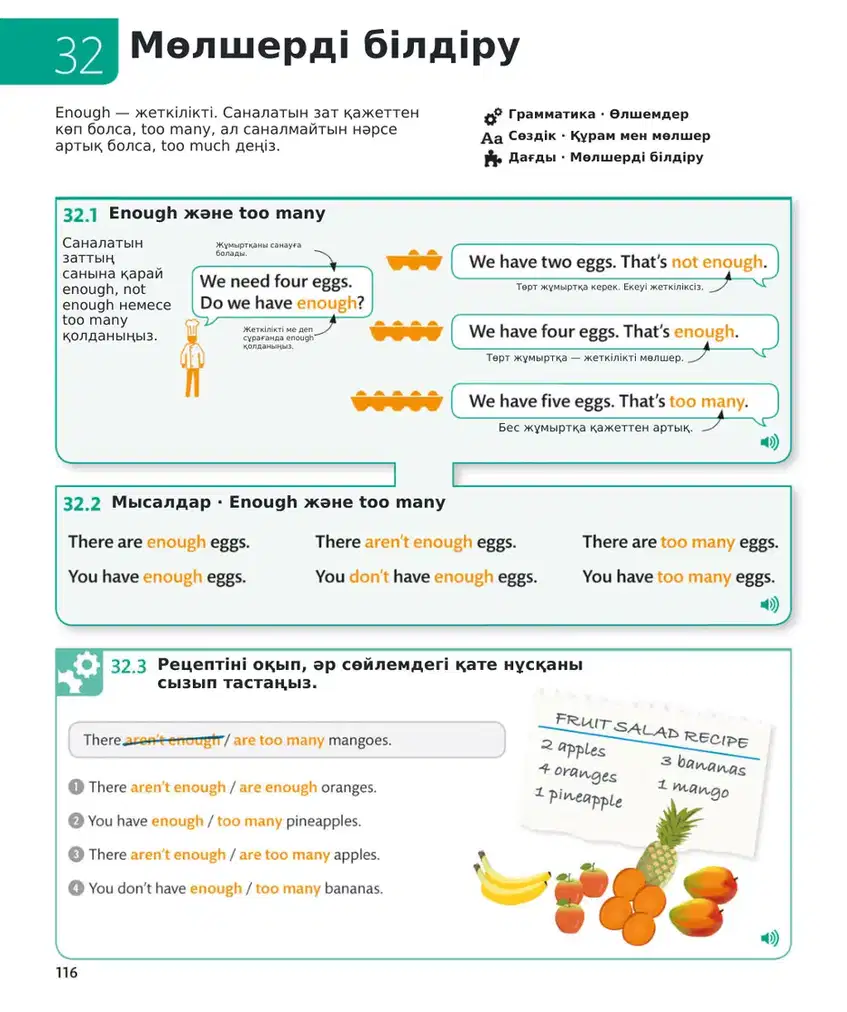 32
Мөлшерді білдіру
Enough — жеткілікті. Саналатын зат қажеттен
көп болса, too many, ал саналмайтын нәрсе
артық болса, too much деңіз.
Грамматика · Өлшемдер
Aa Сөздік · Құрам мен мөлшер
Дағды · Мөлшерді білдіру
32.1 Enough және too many
Саналатын
заттың
санына қарай
enough, not
enough немесе
too many
қолданыңыз.
Жұмыртқаны санауға
болады.
We need four eggs.
Do we have enough?
Жеткілікті ме деп
сұрағанда enough
қолданыңыз.
We have two eggs. That's not enough.
Төрт жұмыртқа керек. Екеуі жеткіліксіз.
We have four eggs. That's enough.
Төрт жұмыртқа — жеткілікті мөлшер.
We have five eggs. That's too many.
Бес жұмыртқа қажеттен артық.
32.2 Мысалдар · Enough және too many
There are enough eggs.
There aren't enough eggs.
There are too many eggs.
You have enough eggs.
You don't have enough eggs.
You have too many eggs.
32.3 Рецептіні оқып, әр сөйлемдегі қате нұсқаны
сызып тастаңыз.
There aren't enough / are too many mangoes.
1 There aren't enough / are enough oranges.
2 You have enough / too many pineapples.
3 There aren't enough / are too many apples.
4 You don't have enough / too many bananas.
FRUIT SALAD RECIPE
2 apples
4 oranges
1 pineapple
3 bananas
1 mango
116